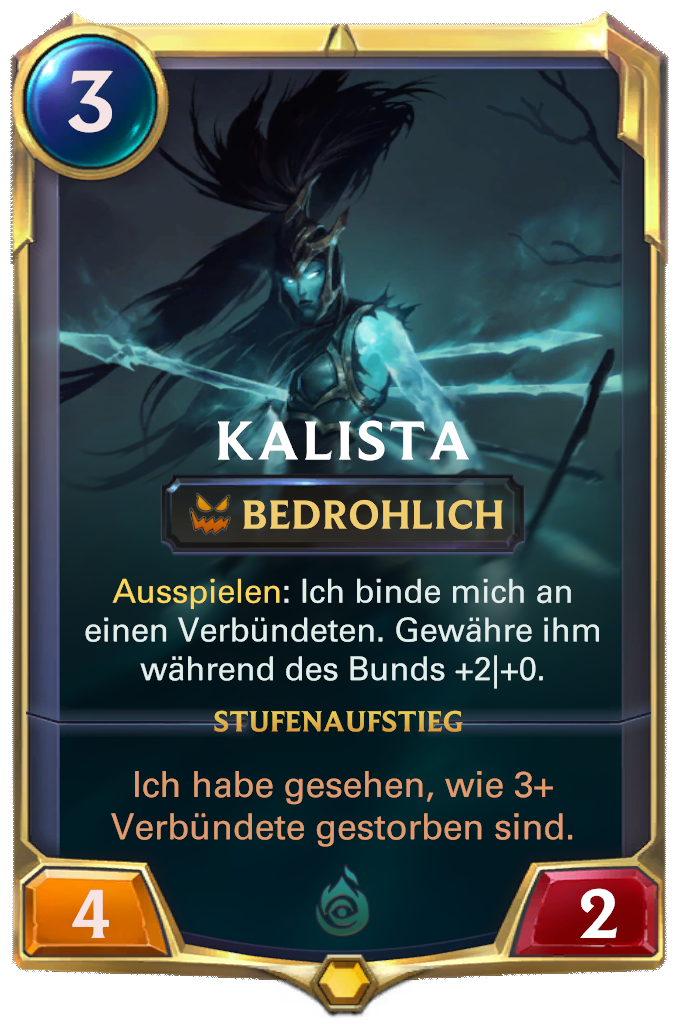 3
KALISTA
BEDROHLICH
Ausspielen: Ich binde mich an
einen Verbündeten. Gewähre ihm
während des Bunds +2|+0.
STUFENAUFSTIEG
Ich habe gesehen, wie 3+
Verbündete gestorben sind.
4
2